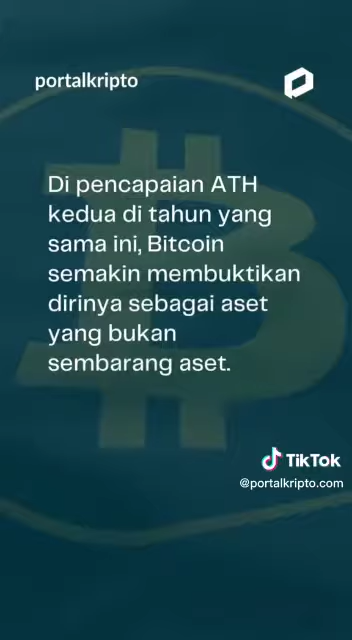 portalkripto
Di pencapaian ATH
kedua di tahun yang
sama ini, Bitcoin
semakin membuktikan
dirinya sebagai aset
yang bukan
sembarang aset.
TikTok
@portalkripto.com